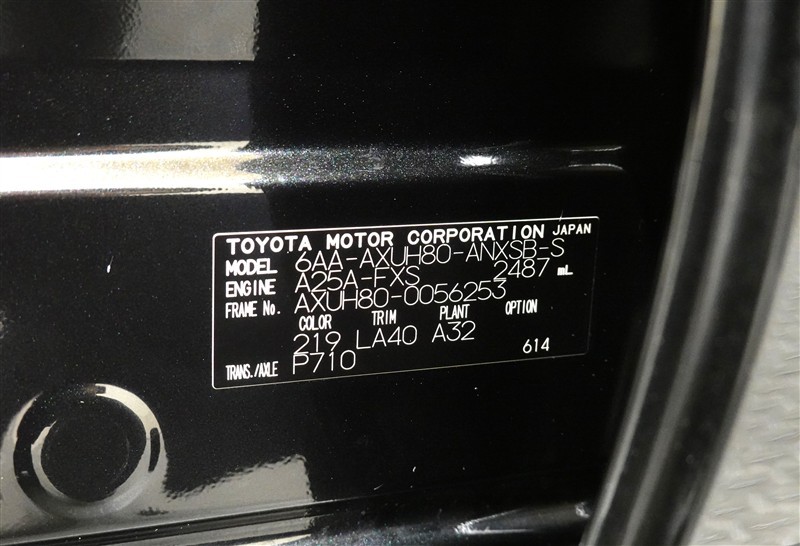 TOYOTA MOTOR CORPORATION JAPAN
MODEL 6AA-AXUH80-ANXSB-S
ENGINE A25A-FXS 2487 mL
FRAME No. AXUH80-0056253
COLOR TRIM PLANT OPTION
219 LA40 A32
TRANS./AXLE P710 614